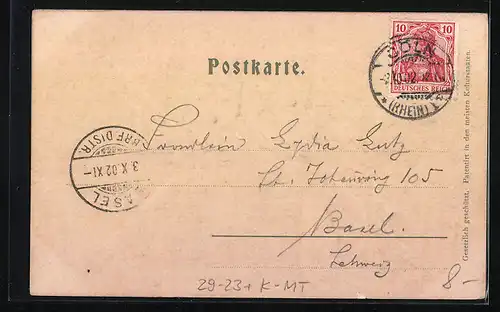 10 10
DEUTSCHES REICH
CÖLN
(RHEIN)
Postkarte.
Fräulein Lydia Lutz
St. Johannring 105
Basel.
Schweiz
BASEL
3.X.02.XI-
BRF.DISTR.
Gesetzlich geschützt. Patentirt in den meisten Kulturstaaten.
29-23+ K-MT
8-